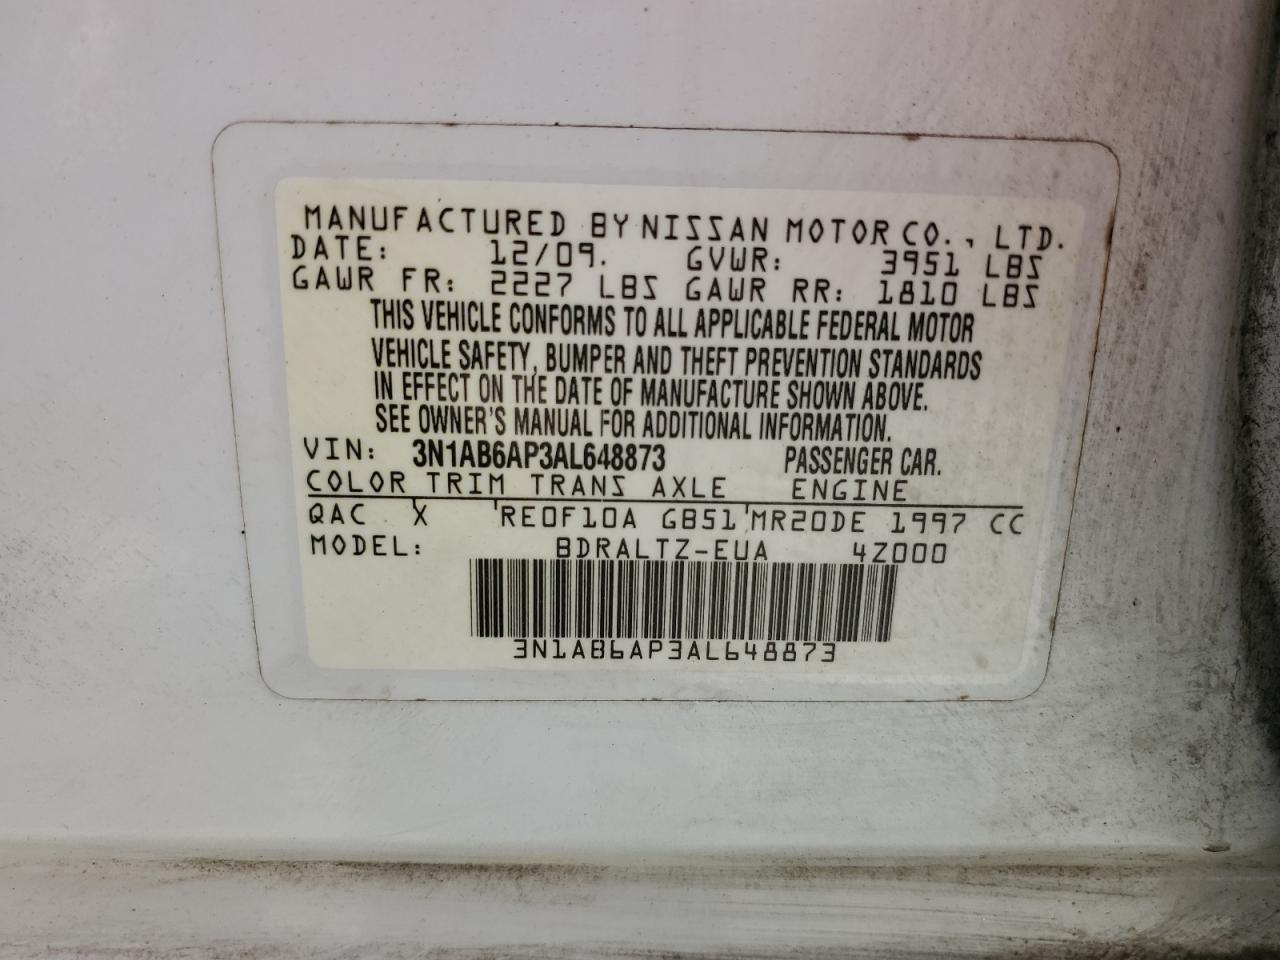 MANUFACTURED BY NISSAN MOTOR CO., LTD.
DATE: 12/09. GVWR: 3951 LBS
GAWR FR: 2227 LBS GAWR RR: 1810 LBS
THIS VEHICLE CONFORMS TO ALL APPLICABLE FEDERAL MOTOR
VEHICLE SAFETY, BUMPER AND THEFT PREVENTION STANDARDS
IN EFFECT ON THE DATE OF MANUFACTURE SHOWN ABOVE.
SEE OWNER'S MANUAL FOR ADDITIONAL INFORMATION.
VIN: 3N1AB6AP3AL648873 PASSENGER CAR.
COLOR TRIM TRANS AXLE ENGINE
QAC X RE0F10A GB51 MR20DE 1997 CC
MODEL: BDRALTZ-EUA 4Z000
3N1AB6AP3AL648873